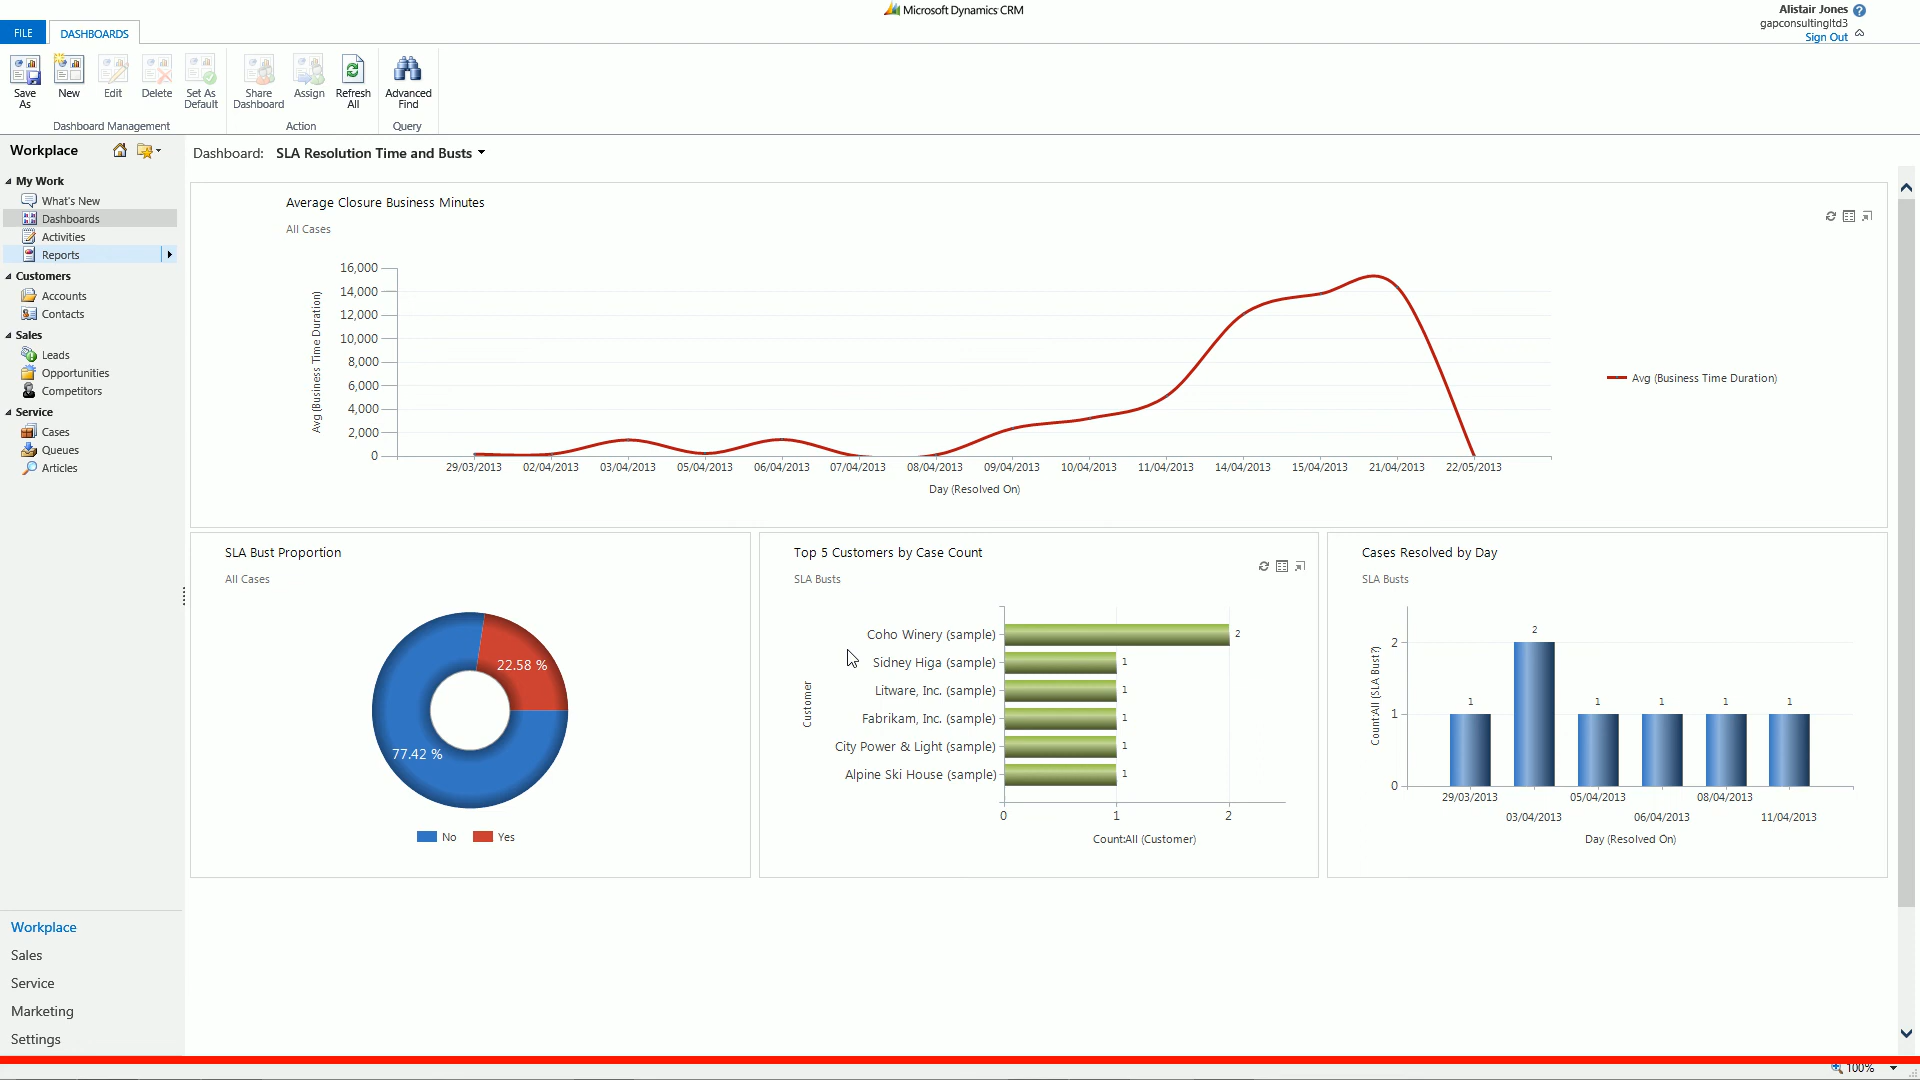 Microsoft Dynamics CRM
Alistair Jones
gapconsultingltd3
Sign Out
FILE
DASHBOARDS
Save As
New
Edit
Delete
Set As Default
Share Dashboard
Assign
Refresh All
Advanced Find
Dashboard Management
Action
Query
Workplace
My Work
What's New
Dashboards
Activities
Reports
Customers
Accounts
Contacts
Sales
Leads
Opportunities
Competitors
Service
Cases
Queues
Articles
Workplace
Sales
Service
Marketing
Settings
Dashboard: SLA Resolution Time and Busts
Average Closure Business Minutes
All Cases
Avg (Business Time Duration)
16,000
14,000
12,000
10,000
8,000
6,000
4,000
2,000
0
29/03/2013 02/04/2013 03/04/2013 05/04/2013 06/04/2013 07/04/2013 08/04/2013 09/04/2013 10/04/2013 11/04/2013 14/04/2013 15/04/2013 21/04/2013 22/05/2013
Day (Resolved On)
Avg (Business Time Duration)
SLA Bust Proportion
All Cases
22.58 %
77.42 %
No Yes
Top 5 Customers by Case Count
SLA Busts
Customer
Coho Winery (sample) 2
Sidney Higa (sample) 1
Litware, Inc. (sample) 1
Fabrikam, Inc. (sample) 1
City Power & Light (sample) 1
Alpine Ski House (sample) 1
0 1 2
Count:All (Customer)
Cases Resolved by Day
SLA Busts
Count:All (SLA Bust?)
2
1
0
1 2 1 1 1 1
29/03/2013 05/04/2013 08/04/2013
03/04/2013 06/04/2013 11/04/2013
Day (Resolved On)
100%